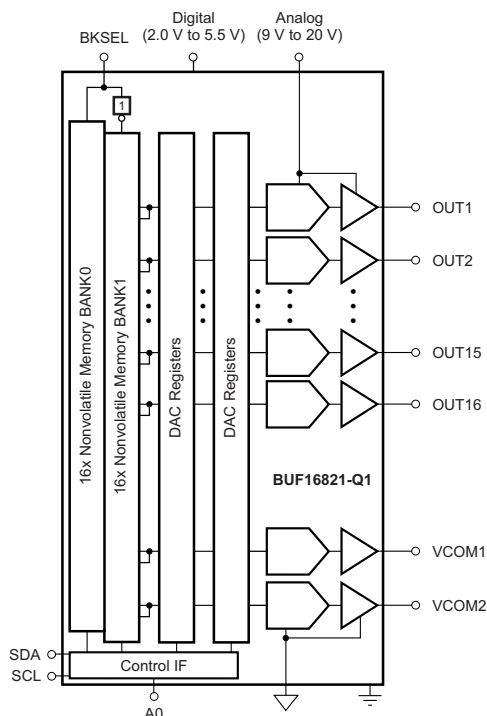 Digital
(2.0 V to 5.5 V)
Analog
(9 V to 20 V)
BKSEL
1
16x Nonvolatile Memory BANK0
16x Nonvolatile Memory BANK1
DAC Registers
DAC Registers
OUT1
OUT2
OUT15
OUT16
BUF16821-Q1
VCOM1
VCOM2
SDA
SCL
Control IF
A0